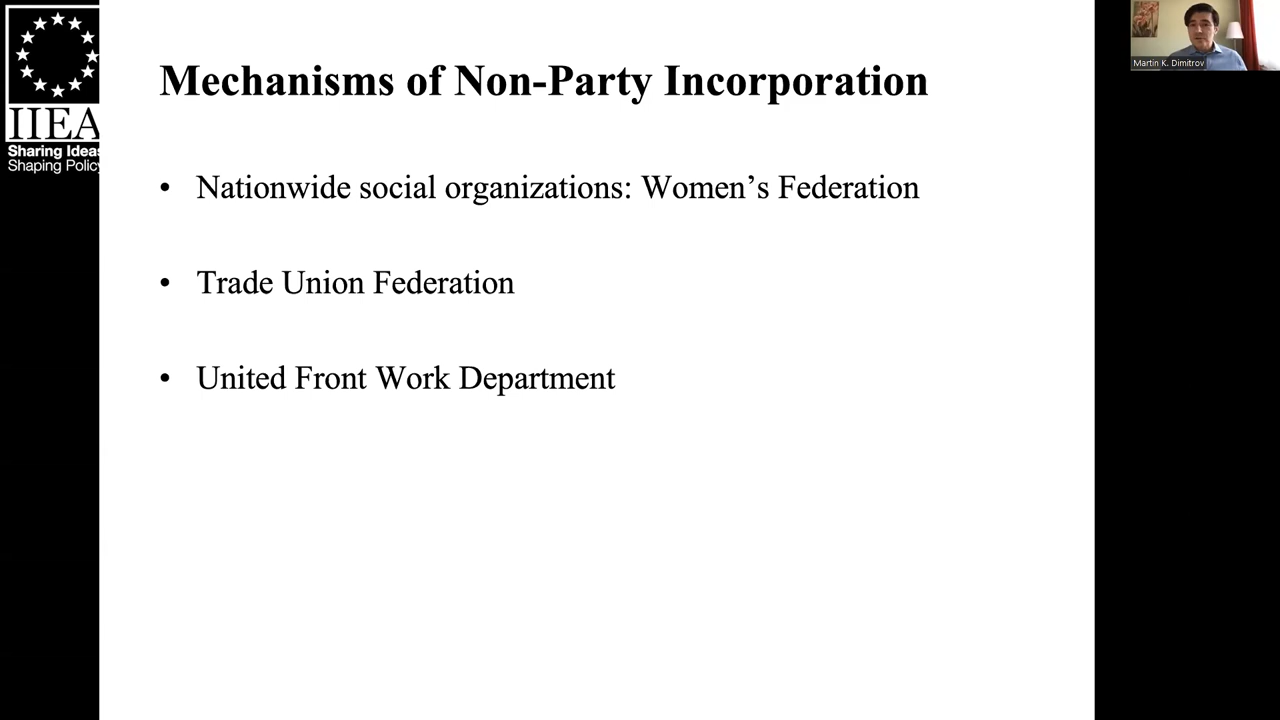 IIEA
Sharing Ideas
Shaping Policy
Mechanisms of Non-Party Incorporation
• Nationwide social organizations: Women’s Federation
• Trade Union Federation
• United Front Work Department
Martin K. Dimitrov